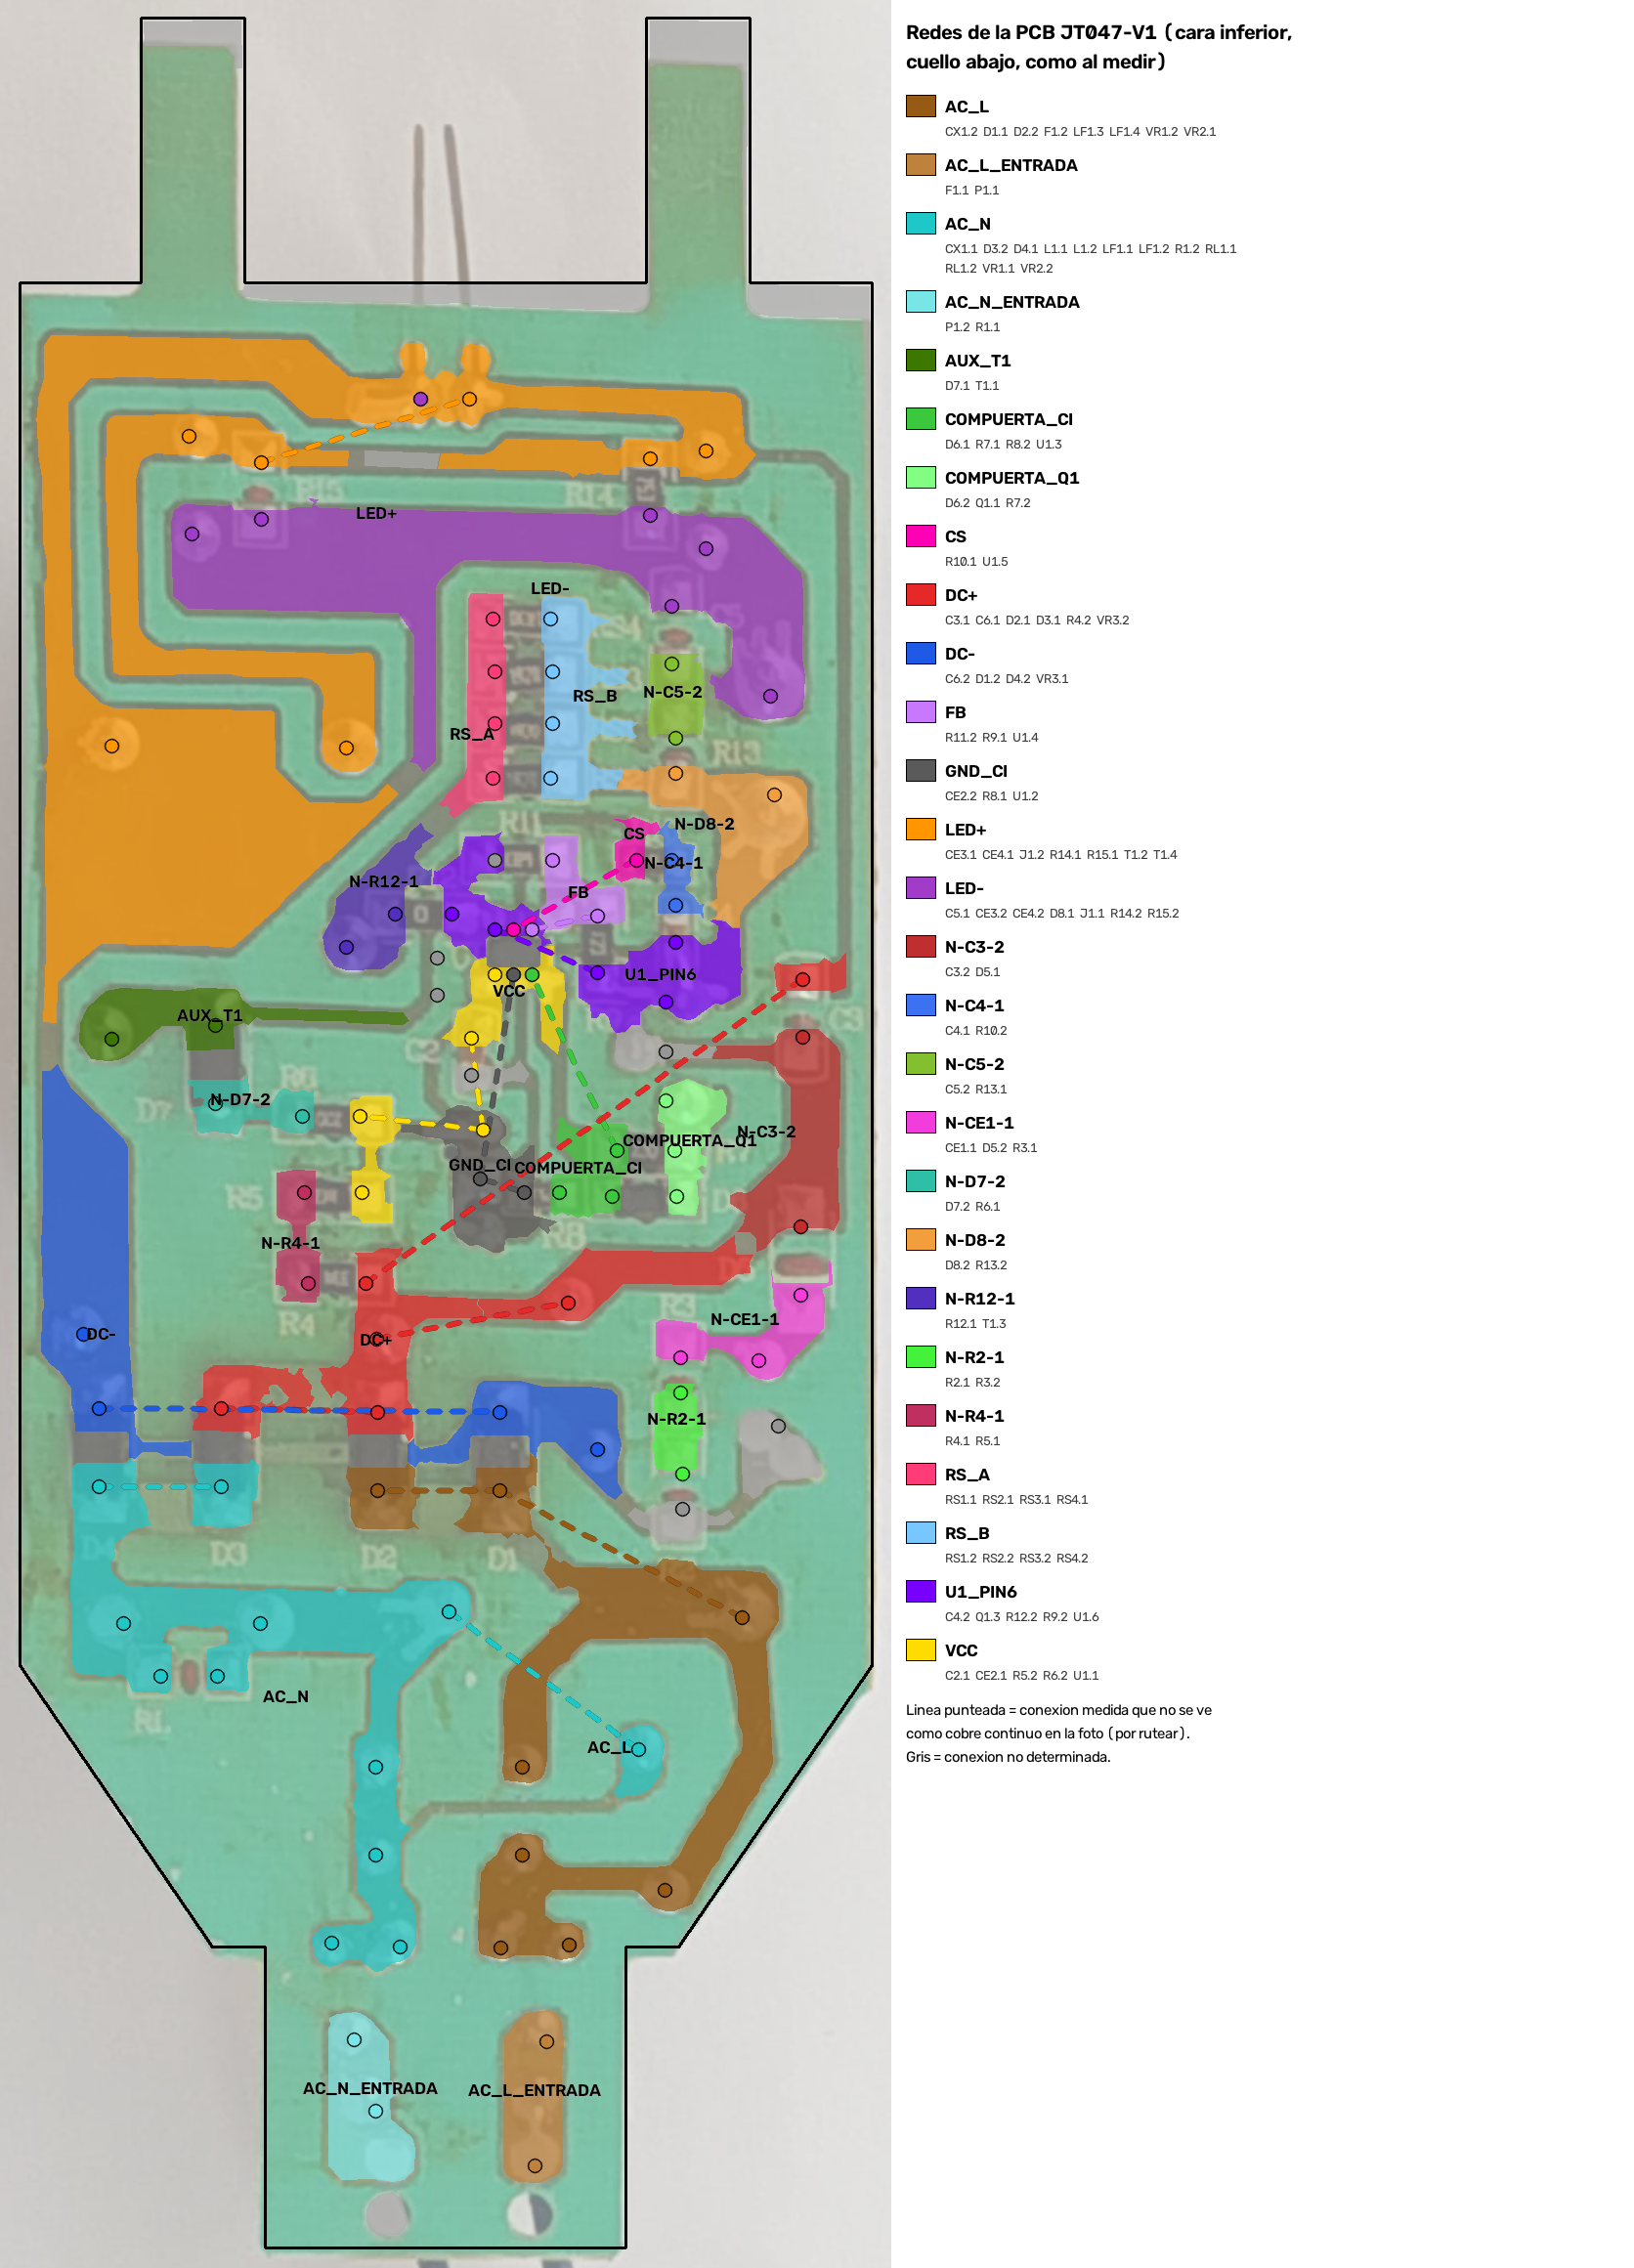 Redes de la PCB JT047-V1 (cara inferior,
cuello abajo, como al medir)
AC_L
CX1.2 D1.1 D2.2 F1.2 LF1.3 LF1.4 VR1.2 VR2.1
AC_L_ENTRADA
F1.1 P1.1
AC_N
CX1.1 D3.2 D4.1 L1.1 L1.2 LF1.1 LF1.2 R1.2 RL1.1
RL1.2 VR1.1 VR2.2
AC_N_ENTRADA
P1.2 R1.1
AUX_T1
D7.1 T1.1
COMPUERTA_CI
D6.1 R7.1 R8.2 U1.3
COMPUERTA_Q1
D6.2 Q1.1 R7.2
CS
R10.1 U1.5
DC+
C3.1 C6.1 D2.1 D3.1 R4.2 VR3.2
DC-
C6.2 D1.2 D4.2 VR3.1
FB
R11.2 R9.1 U1.4
GND_CI
CE2.2 R8.1 U1.2
LED+
CE3.1 CE4.1 J1.2 R14.1 R15.1 T1.2 T1.4
LED-
C5.1 CE3.2 CE4.2 D8.1 J1.1 R14.2 R15.2
N-C3-2
C3.2 D5.1
N-C4-1
C4.1 R10.2
N-C5-2
C5.2 R13.1
N-CE1-1
CE1.1 D5.2 R3.1
N-D7-2
D7.2 R6.1
N-D8-2
D8.2 R13.2
N-R12-1
R12.1 T1.3
N-R2-1
R2.1 R3.2
N-R4-1
R4.1 R5.1
RS_A
RS1.1 RS2.1 RS3.1 RS4.1
RS_B
RS1.2 RS2.2 RS3.2 RS4.2
U1_PIN6
C4.2 Q1.3 R12.2 R9.2 U1.6
VCC
C2.1 CE2.1 R5.2 R6.2 U1.1
Linea punteada = conexion medida que no se ve
como cobre continuo en la foto (por rutear).
Gris = conexion no determinada.
R15
R14
LED+
LED-
RS_B
N-C5-2
RS_A
R13
R11
CS
N-D8-2
N-C4-1
N-R12-1
FB
U1_PIN6
VCC
AUX_T1
C3
C2
R6
D7
N-D7-2
N-C3-2
COMPUERTA_Q1
GND_CI
COMPUERTA_CI
R5
R8
N-R4-1
R4
DC-
DC+
N-CE1-1
N-R2-1
D4
D3
D2
D1
AC_N
R1
AC_L
AC_N_ENTRADA
AC_L_ENTRADA